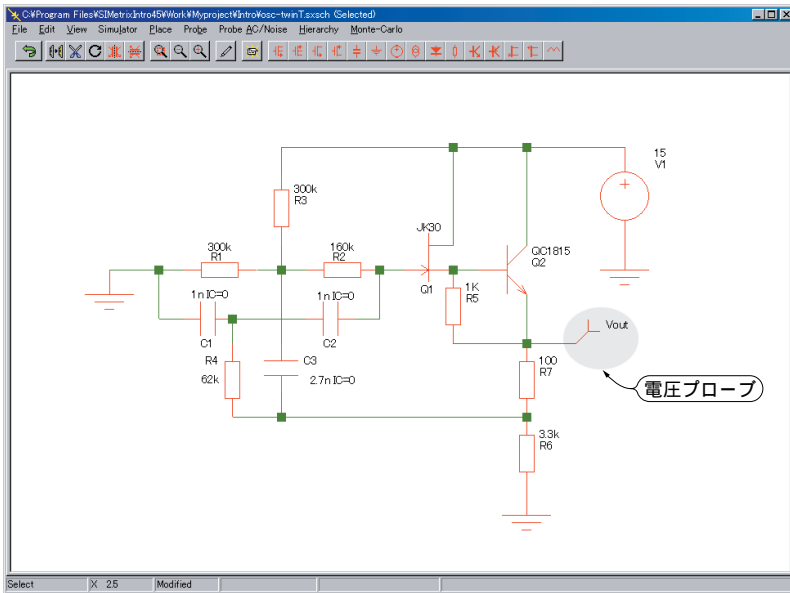 C:¥Program Files¥SIMetrixIntro45¥Work¥Myproject¥Intro¥osc-twinT.sxsch (Selected)
File Edit View Simulator Place Probe Probe AC/Noise Hierarchy Monte-Carlo
15
V1
300k
R3
JK30
QC1815
Q2
300k
R1
160k
R2
Q1
1K
R5
1n IC=0
C1
1n IC=0
C2
Vout
R4
62k
C3
2.7n IC=0
100
R7
電圧プローブ
3.3k
R6
Select X 2.5 Modified